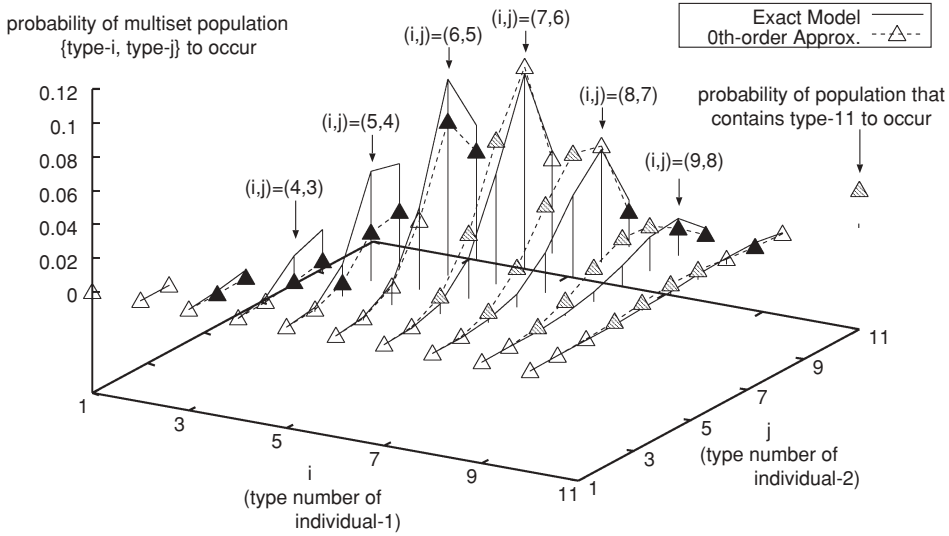 probability of multiset population
{type-i, type-j} to occur
(i,j)=(6,5)
(i,j)=(7,6)
Exact Model
0th-order Approx.
(i,j)=(5,4)
(i,j)=(8,7)
probability of population that
contains type-11 to occur
(i,j)=(4,3)
(i,j)=(9,8)
0.12
0.1
0.08
0.06
0.04
0.02
0
1
3
5
7
9
11
i
(type number of
individual-1)
1
3
5
7
9
11
j
(type number of
individual-2)